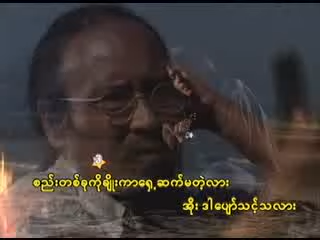 စည်းတစ်ခုကိုချိုးကာရှေ့ဆက်မတဲ့လား
အိုး ဒါပျော်သင့်သလား